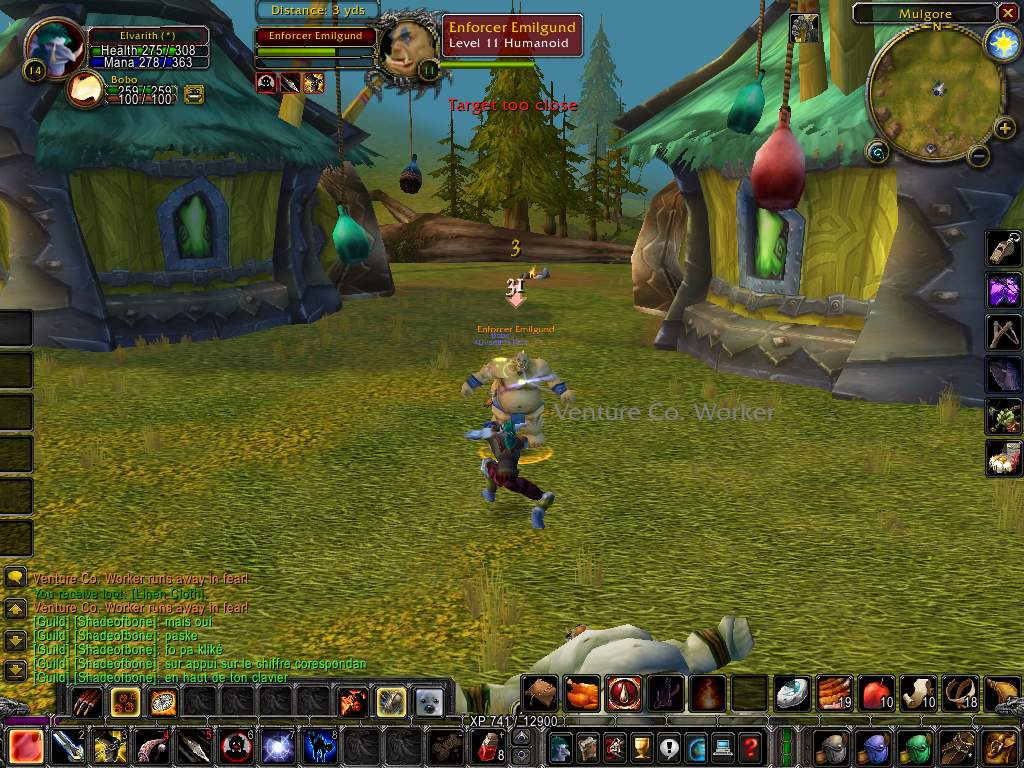 Distance: 3 yds
Elvarith (*)
Health 275 / 308
Mana 278 / 363
14
Bobo
259 / 259
100 / 100
Enforcer Emilgund
11
Enforcer Emilgund
Level 11 Humanoid
Mulgore
N
Target too close
3
31
Enforcer Emilgund
Bobo
Venture Co. Worker
Venture Co. Worker runs away in fear!
You receive loot: [Linen Cloth].
Venture Co. Worker runs away in fear!
[Guild] [Shadeofbone]: mais oui
[Guild] [Shadeofbone]: paske
[Guild] [Shadeofbone]: fo pa kliké
[Guild] [Shadeofbone]: sur appui sur le chiffre corespondan
[Guild] [Shadeofbone]: en haut de ton clavier
19
10
10
18
XP 741 / 12900
2
3
4
5
6
7
8
8